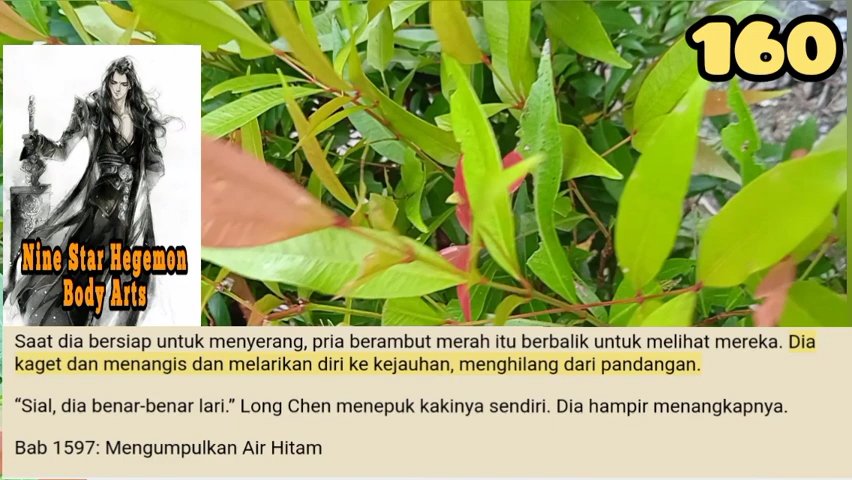 160
Nine Star Hegemon
Body Arts
Saat dia bersiap untuk menyerang, pria berambut merah itu berbalik untuk melihat mereka. Dia
kaget dan menangis dan melarikan diri ke kejauhan, menghilang dari pandangan.
“Sial, dia benar-benar lari.” Long Chen menepuk kakinya sendiri. Dia hampir menangkapnya.
Bab 1597: Mengumpulkan Air Hitam